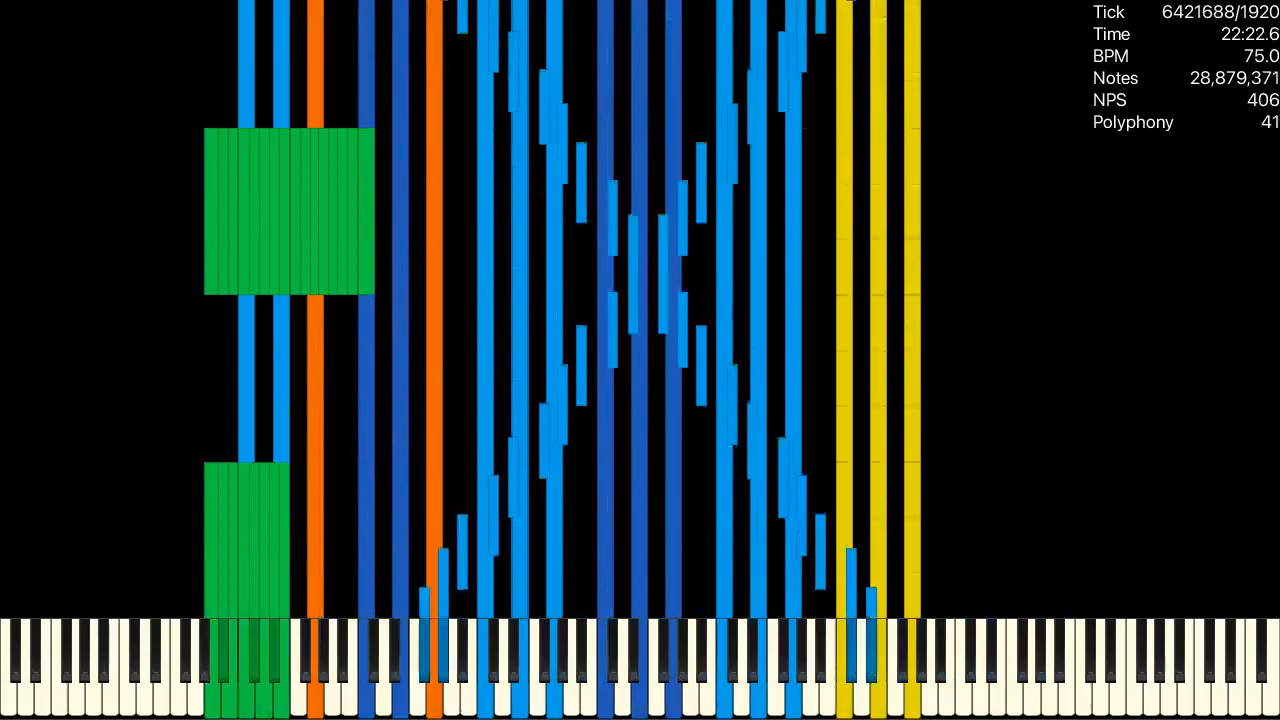 Tick 6421688/1920
Time 22:22.6
BPM 75.0
Notes 28,879,371
NPS 406
Polyphony 41